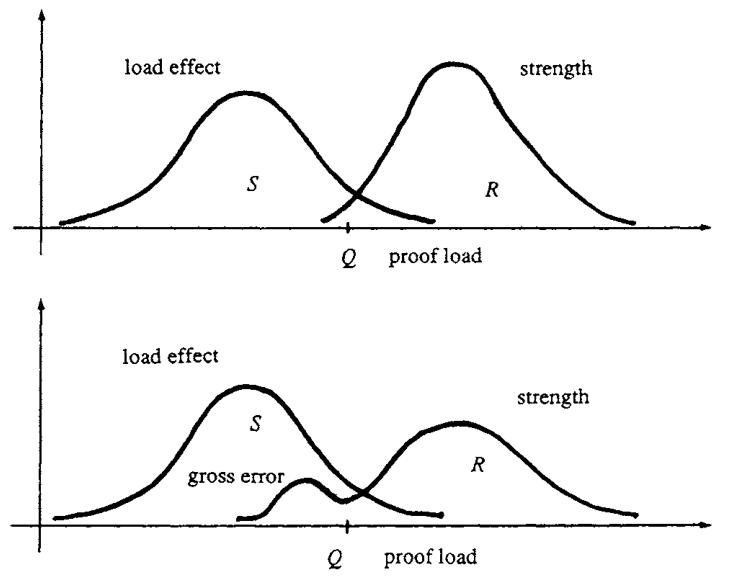 load effect
strength
S
R
Q proof load
load effect
strength
S
R
gross error
Q proof load